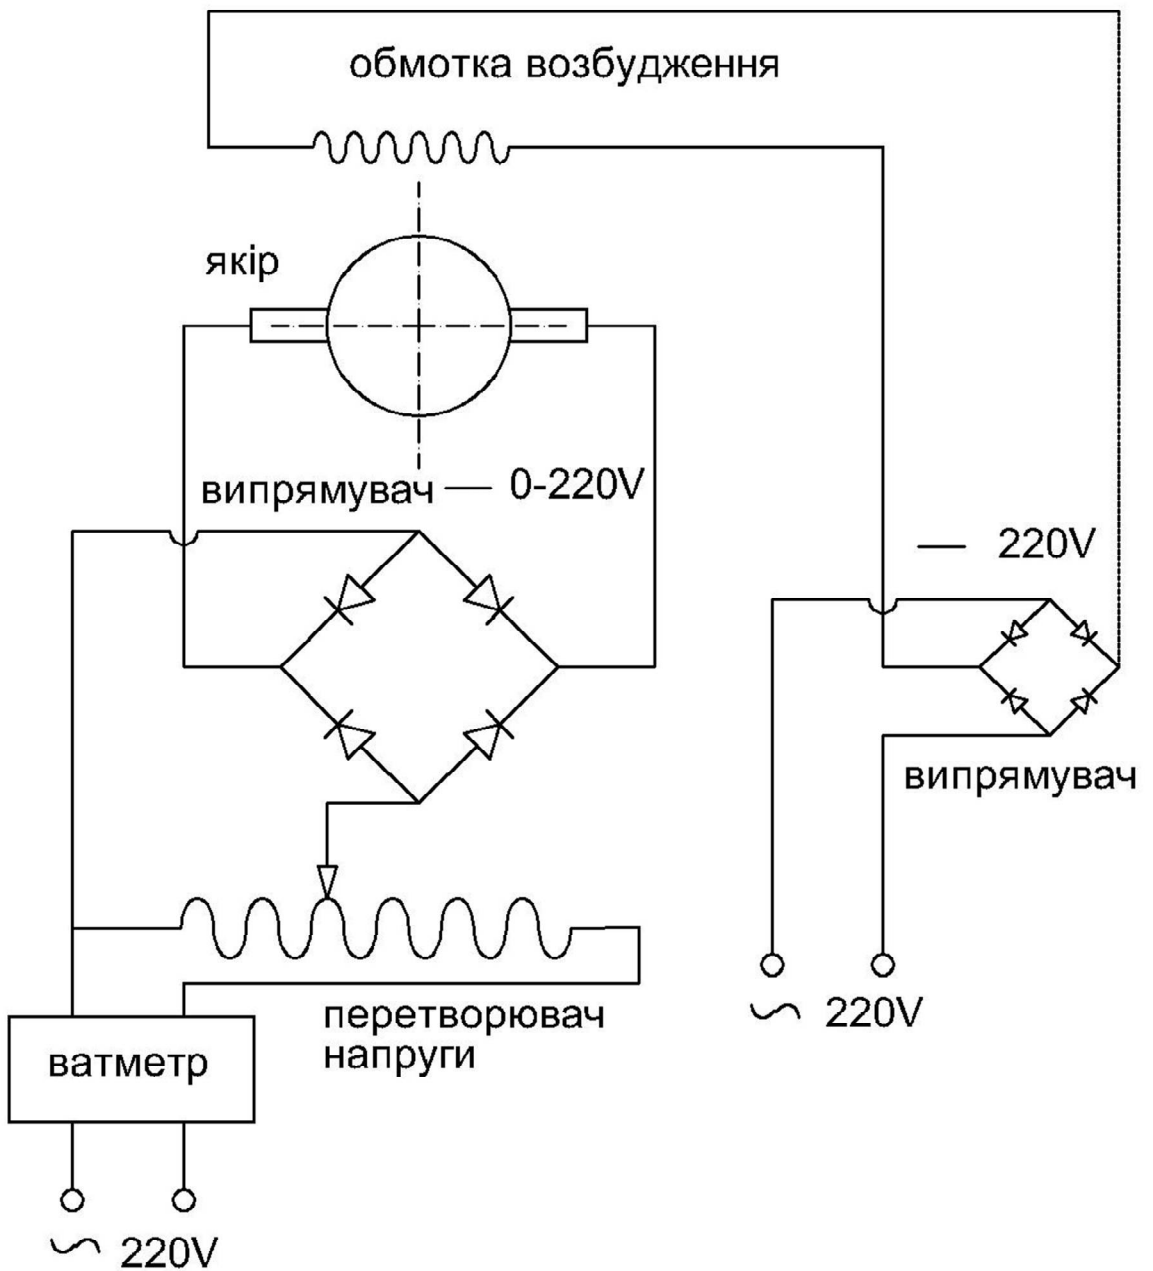 обмотка возбудження
якір
випрямувач — 0-220V
— 220V
випрямувач
перетворювач
напруги
~ 220V
ватметр
~ 220V